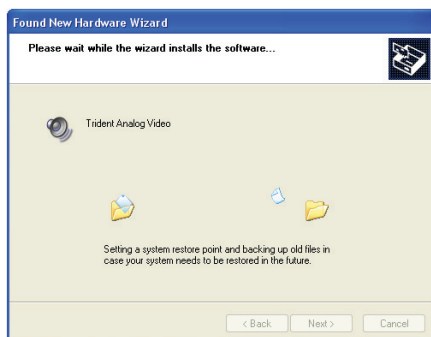 Found New Hardware Wizard
Please wait while the wizard installs the software...
Trident Analog Video
Setting a system restore point and backing up old files in
case your system needs to be restored in the future.
< Back
Next >
Cancel